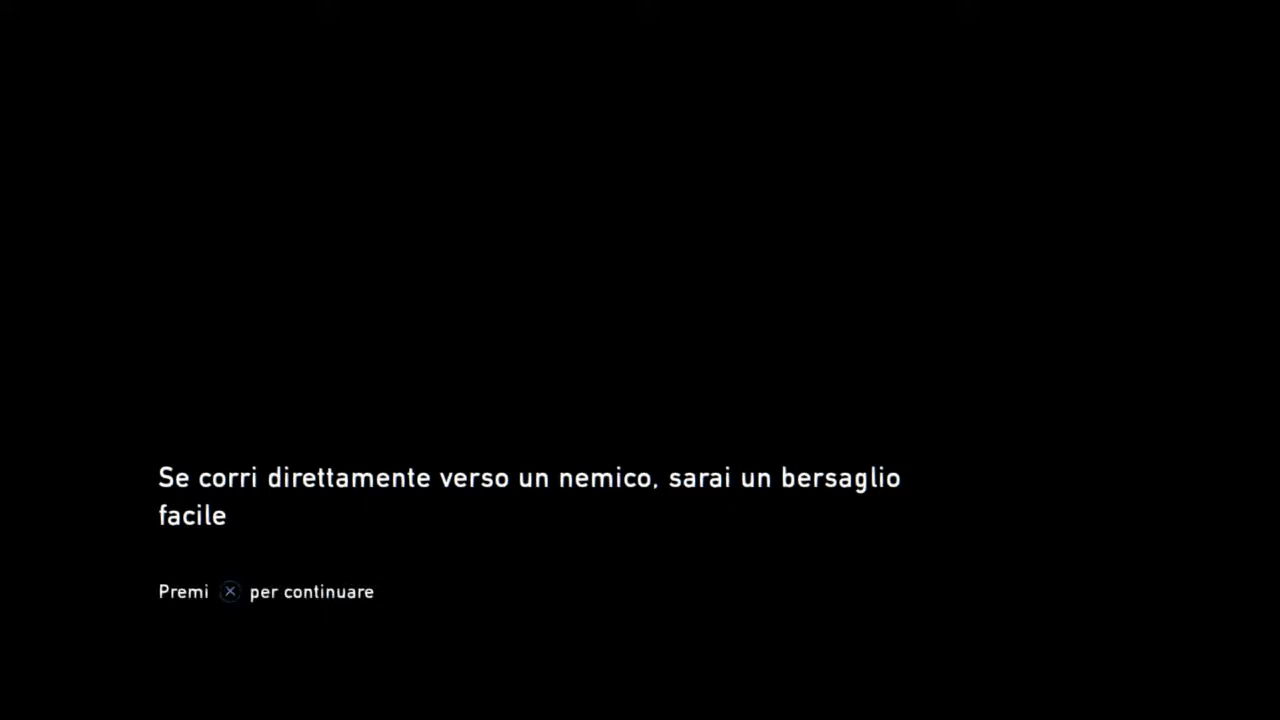 Se corri direttamente verso un nemico, sarai un bersaglio
facile
Premi ⓧ per continuare